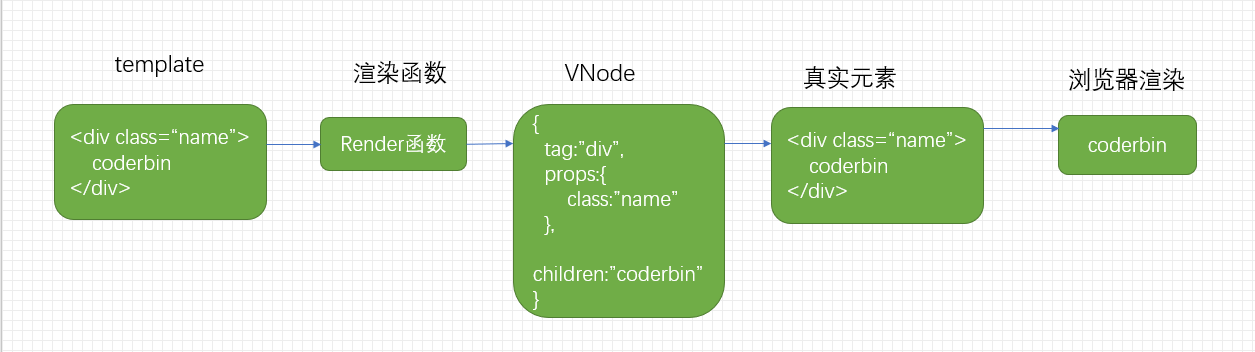 template
<div class=“name”>
coderbin
</div>
渲染函数
Render函数
VNode
{
tag:”div”,
props:{
class:”name”
},
children:”coderbin”
}
真实元素
<div class=“name”>
coderbin
</div>
浏览器渲染
coderbin